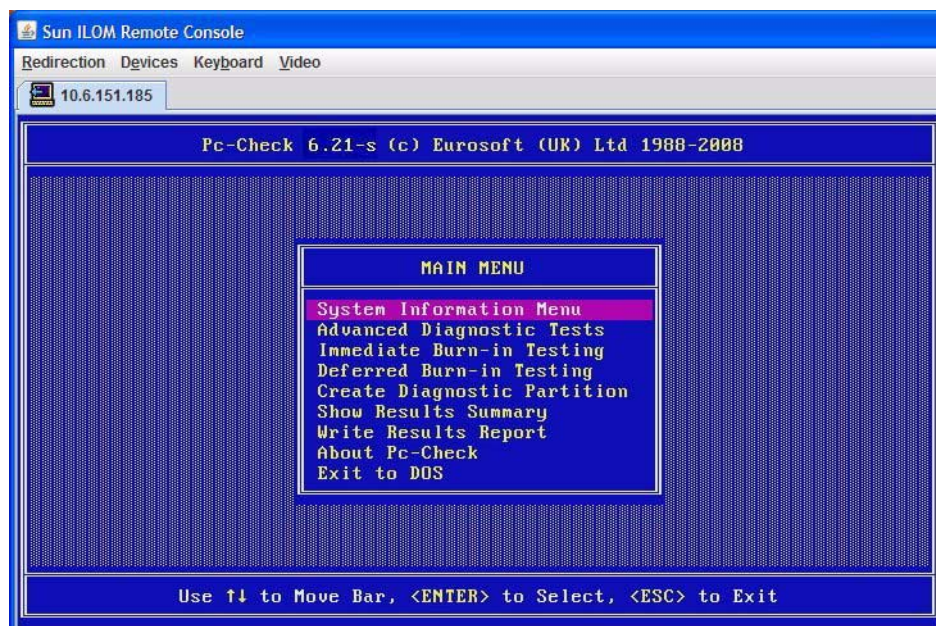 Sun ILOM Remote Console
Redirection Devices Keyboard Video
10.6.151.185
Pc-Check 6.21-s (c) Eurosoft (UK) Ltd 1988-2008
MAIN MENU
System Information Menu
Advanced Diagnostic Tests
Immediate Burn-in Testing
Deferred Burn-in Testing
Create Diagnostic Partition
Show Results Summary
Write Results Report
About Pc-Check
Exit to DOS
Use ↑↓ to Move Bar, <ENTER> to Select, <ESC> to Exit